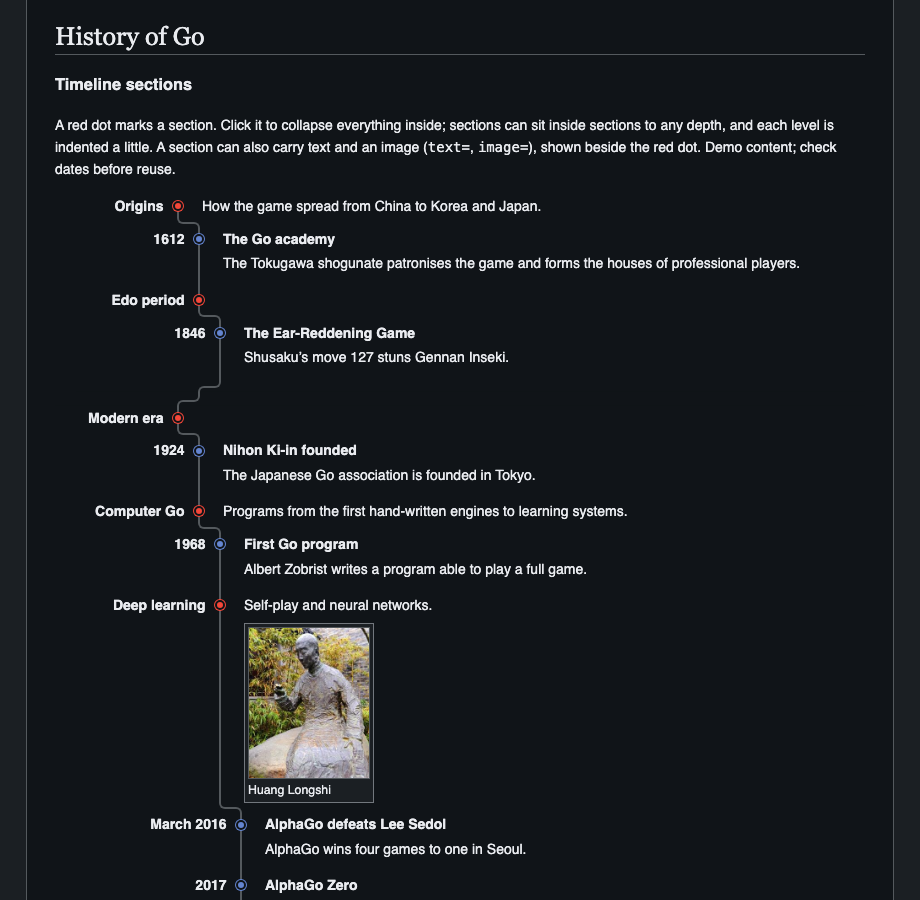 History of Go
Timeline sections
A red dot marks a section. Click it to collapse everything inside; sections can sit inside sections to any depth, and each level is
indented a little. A section can also carry text and an image (text=, image=), shown beside the red dot. Demo content; check
dates before reuse.
Origins How the game spread from China to Korea and Japan.
1612 The Go academy
The Tokugawa shogunate patronises the game and forms the houses of professional players.
Edo period
1846 The Ear-Reddening Game
Shusaku’s move 127 stuns Gennan Inseki.
Modern era
1924 Nihon Ki-in founded
The Japanese Go association is founded in Tokyo.
Computer Go Programs from the first hand-written engines to learning systems.
1968 First Go program
Albert Zobrist writes a program able to play a full game.
Deep learning Self-play and neural networks.
Huang Longshi
March 2016 AlphaGo defeats Lee Sedol
AlphaGo wins four games to one in Seoul.
2017 AlphaGo Zero